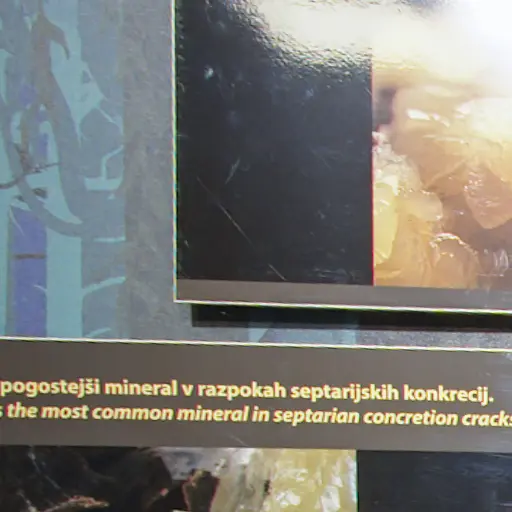 pogostejši mineral v razpokah septarijskih konkrecij.
s the most common mineral in septarian concretion cracks